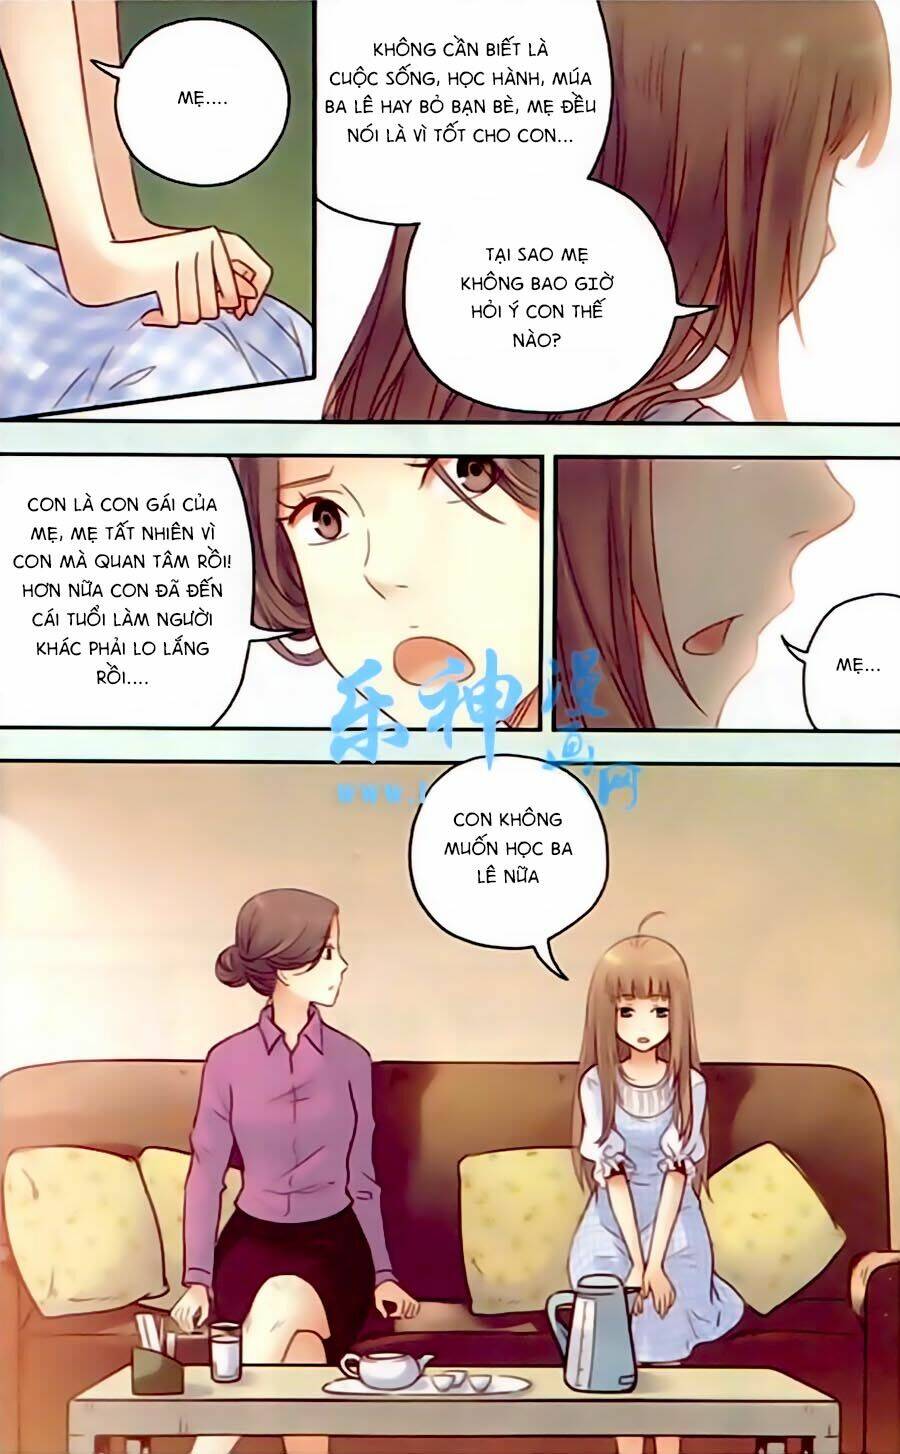 MẸ....
KHÔNG CẦN BIẾT LÀ
CUỘC SỐNG, HỌC HÀNH, MÚA
BA LÊ HAY BỎ BẠN BÈ, MẸ ĐỀU
NÓI LÀ VÌ TỐT CHO CON...
TẠI SAO MẸ
KHÔNG BAO GIỜ
HỎI Ý CON THẾ
NÀO?
CON LÀ CON GÁI CỦA
MẸ, MẸ TẤT NHIÊN VÌ
CON MÀ QUAN TÂM RỒI!
HƠN NỮA CON ĐÃ ĐẾN
CÁI TUỔI LÀM NGƯỜI
KHÁC PHẢI LO LẮNG
RỒI....
MẸ...
乐神漫画网
www.
CON KHÔNG
MUỐN HỌC BA
LÊ NỮA